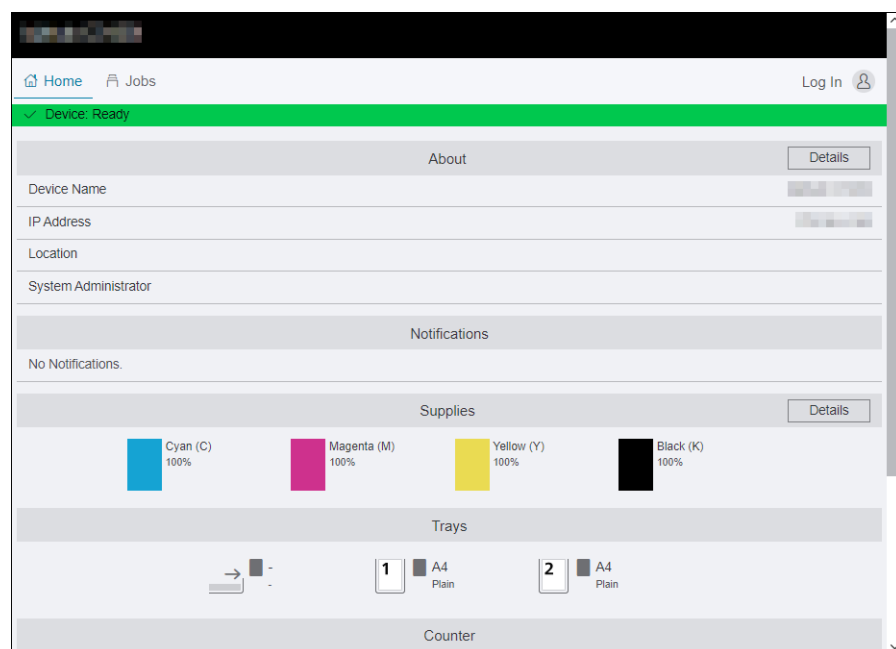 Home Jobs Log In
Device: Ready
About Details
Device Name
IP Address
Location
System Administrator
Notifications
No Notifications.
Supplies Details
Cyan (C) Magenta (M) Yellow (Y) Black (K)
100% 100% 100% 100%
Trays
- 1 A4 2 A4
- Plain Plain
Counter